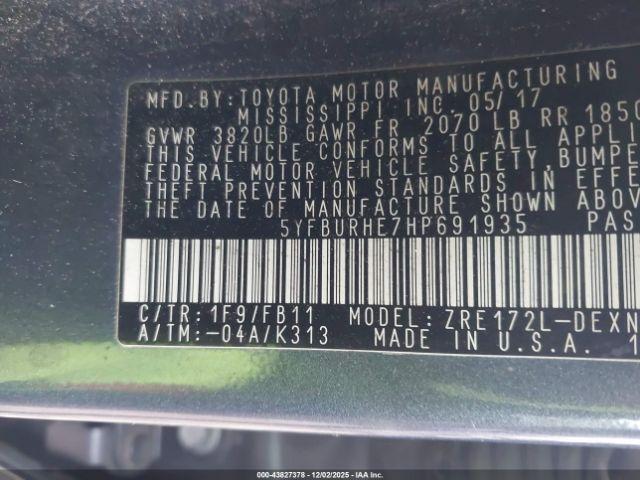 MFD. BY: TOYOTA MOTOR MANUFACTURING
MISSISSIPPI INC. 05/17
GVWR 3820LB GAWR FR 2070 LB RR 1850
THIS VEHICLE CONFORMS TO ALL APPLI
FEDERAL MOTOR VEHICLE SAFETY, BUMPE
THEFT PREVENTION STANDARDS IN EFFE
THE DATE OF MANUFACTURE SHOWN ABOV
5YFBURHE7HP691935 PAS
C/TR: 1F9/FB11 MODEL: ZRE172L-DEXN
A/TM: -04A/K313 MADE IN U.S.A. 1
000-43827378 - 12/02/2025 - IAA Inc.